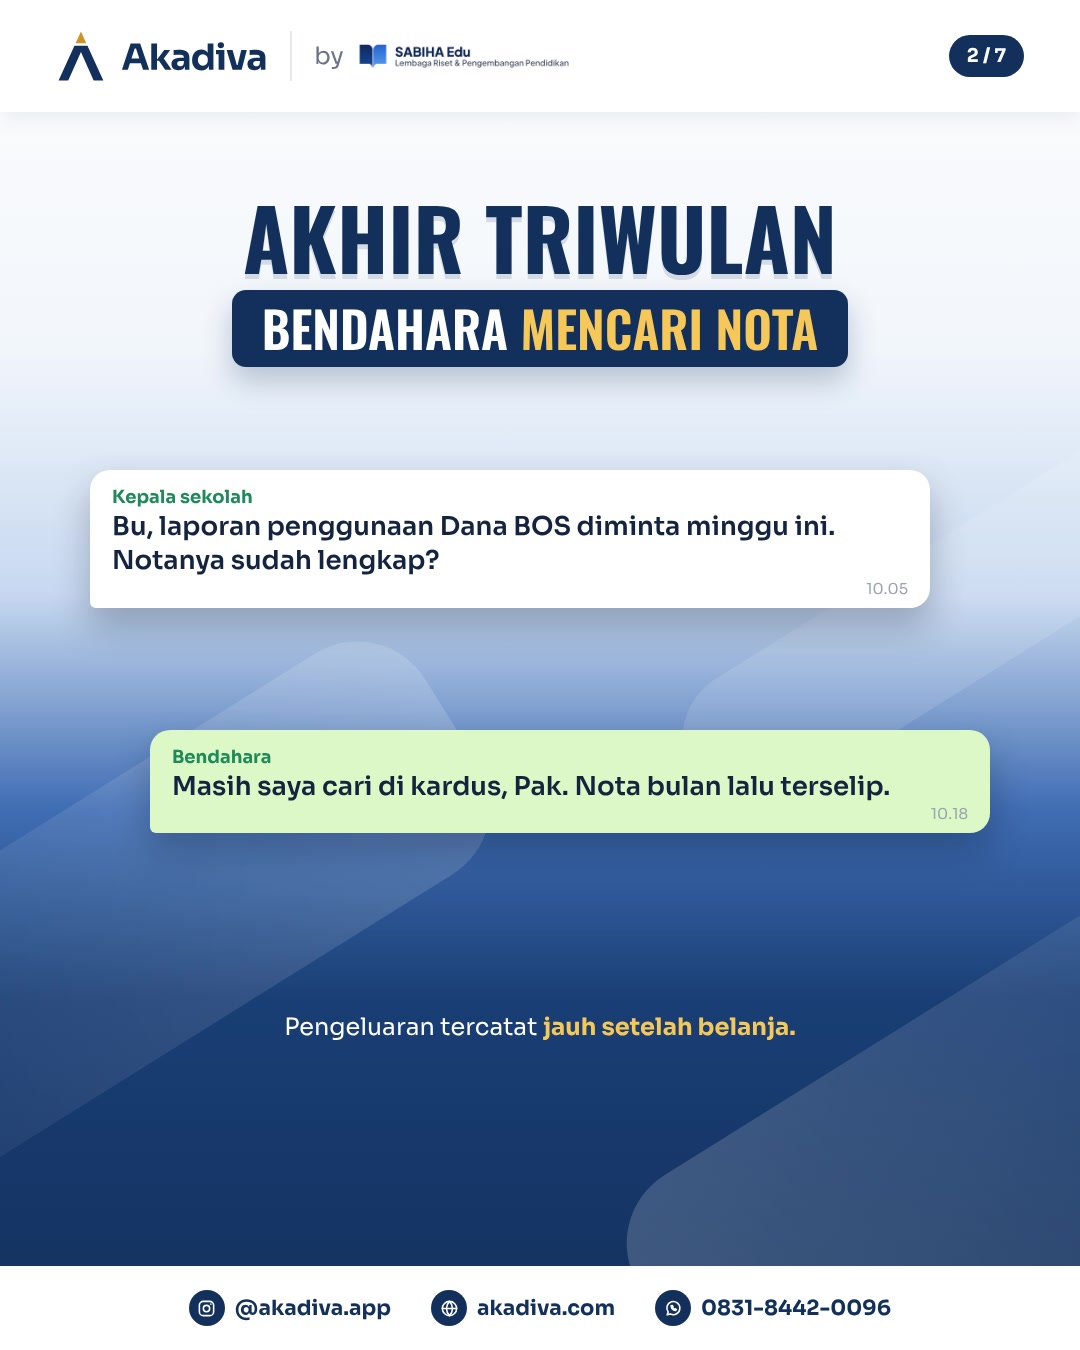 Akadiva
by
SABIHA Edu
Lembaga Riset & Pengembangan Pendidikan
2 / 7
AKHIR TRIWULAN
BENDAHARA MENCARI NOTA
Kepala sekolah
Bu, laporan penggunaan Dana BOS diminta minggu ini.
Notanya sudah lengkap?
10.05
Bendahara
Masih saya cari di kardus, Pak. Nota bulan lalu terselip.
10.18
Pengeluaran tercatat jauh setelah belanja.
@akadiva.app
akadiva.com
0831-8442-0096